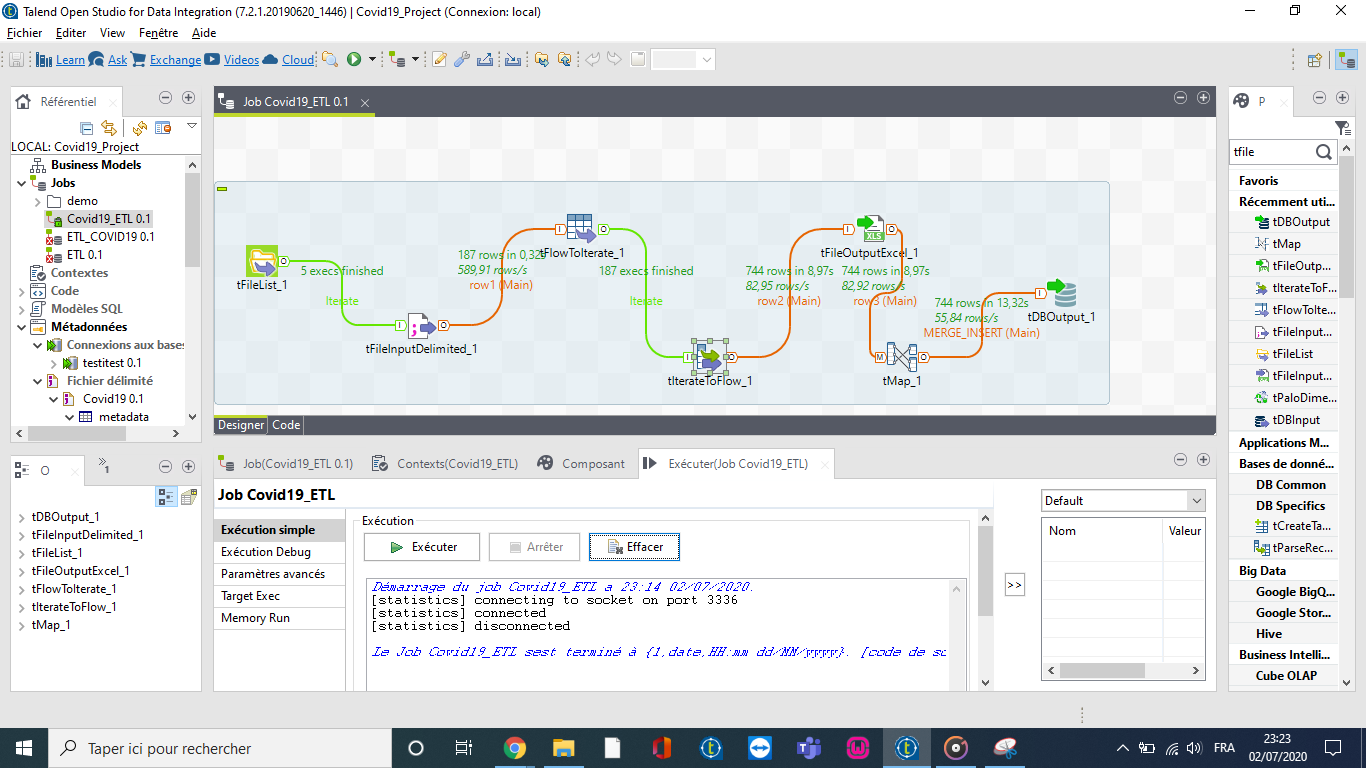 Talend Open Studio for Data Integration (7.2.1.20190620_1446) | Covid19_Project (Connexion: local)
Fichier Editer View Fenêtre Aide
Learn Ask Exchange Videos Cloud
Référentiel
LOCAL: Covid19_Project
Business Models
Jobs
demo
Covid19_ETL 0.1
ETL_COVID19 0.1
ETL 0.1
Contextes
Code
Modèles SQL
Métadonnées
Connexions aux bases
testitest 0.1
Fichier délimité
Covid19 0.1
metadata
Job Covid19_ETL 0.1
tFileList_1
5 execs finished
Iterate
tFileInputDelimited_1
187 rows in 0,32s
589,91 rows/s
row1 (Main)
tFlowToIterate_1
187 execs finished
Iterate
tIterateToFlow_1
744 rows in 8,97s
82,95 rows/s
row2 (Main)
XLS
tFileOutputExcel_1
744 rows in 8,97s
82,92 rows/s
row3 (Main)
tMap_1
744 rows in 13,32s
55,84 rows/s
MERGE_INSERT (Main)
tDBOutput_1
Designer Code
P
tfile
Favoris
Récemment uti...
tDBOutput
tMap
tFileOutp...
tIterateToF...
tFlowToIte...
tFileInput...
tFileList
tFileInput...
tPaloDime...
tDBInput
Applications M...
Bases de donné...
DB Common
DB Specifics
tCreateTa...
tParseRec...
Big Data
Google BigQ...
Google Stor...
Hive
Business Intelli...
Cube OLAP
O
1
tDBOutput_1
tFileInputDelimited_1
tFileList_1
tFileOutputExcel_1
tFlowToIterate_1
tIterateToFlow_1
tMap_1
Job(Covid19_ETL 0.1) Contexts(Covid19_ETL) Composant Exécuter(Job Covid19_ETL)
Job Covid19_ETL
Exécution simple
Exécution Debug
Paramètres avancés
Target Exec
Memory Run
Exécution
Exécuter Arrêter Effacer
Démarrage du job Covid19_ETL a 23:14 02/07/2020.
[statistics] connecting to socket on port 3336
[statistics] connected
[statistics] disconnected
Le Job Covid19_ETL sest terminé à {1,date,HH:mm dd/MM/yyyy}. [code de so
>>
Default
Nom Valeur
Taper ici pour rechercher
FRA
23:23
02/07/2020